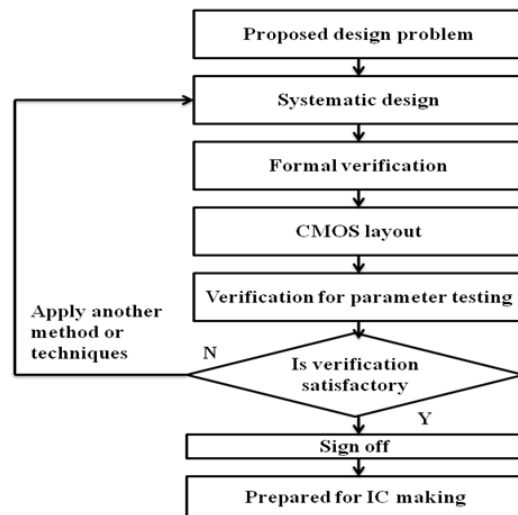 Proposed design problem
Systematic design
Formal verification
CMOS layout
Verification for parameter testing
Apply another
method or
techniques
N
Is verification
satisfactory
Y
Sign off
Prepared for IC making